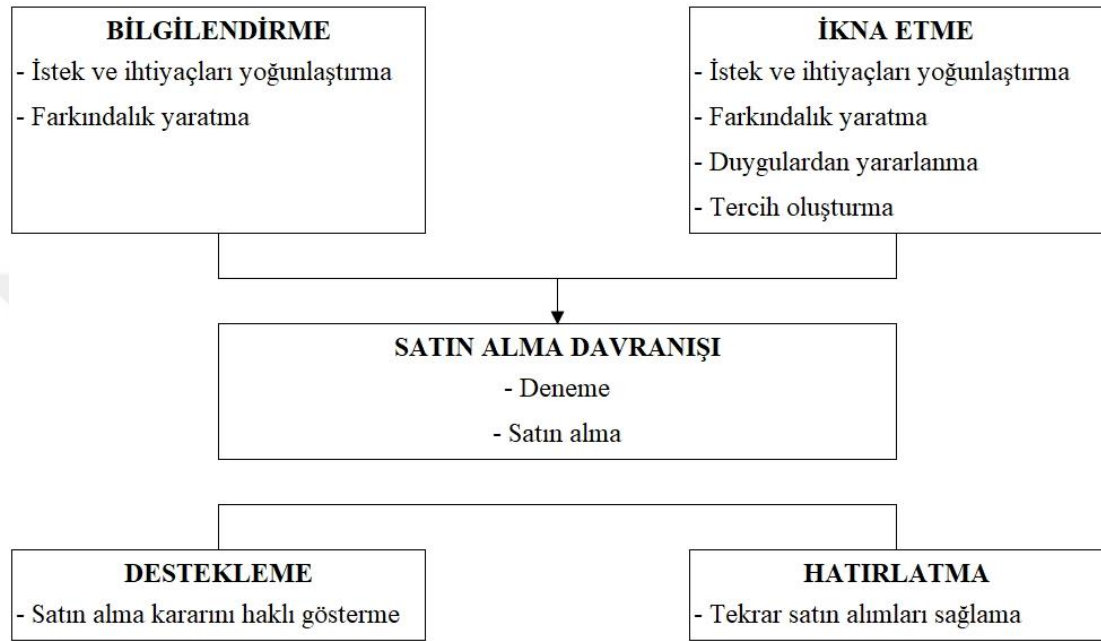 BİLGİLENDİRME
- İstek ve ihtiyaçları yoğunlaştırma
- Farkındalık yaratma
İKNA ETME
- İstek ve ihtiyaçları yoğunlaştırma
- Farkındalık yaratma
- Duygulardan yararlanma
- Tercih oluşturma
SATIN ALMA DAVRANIŞI
- Deneme
- Satın alma
DESTEKLEME
- Satın alma kararını haklı gösterme
HATIRLATMA
- Tekrar satın alımları sağlama